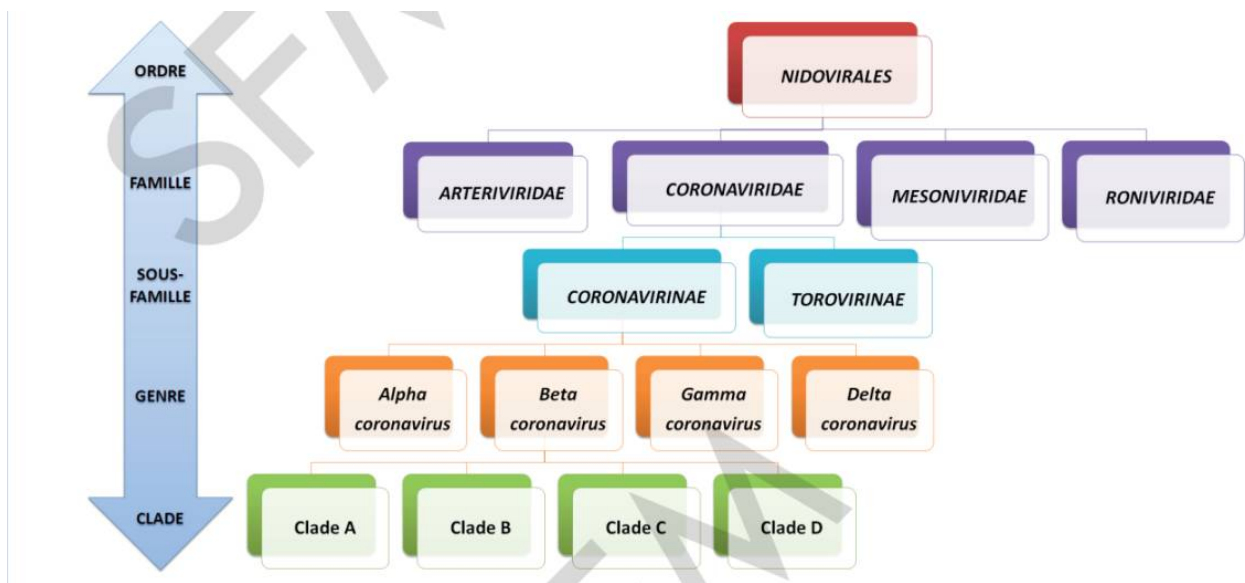 ORDRE
NIDOVIRALES
FAMILLE
ARTERIVIRIDAE
CORONAVIRIDAE
MESONIVIRIDAE
RONIVIRIDAE
SOUS-
FAMILLE
CORONAVIRINAE
TOROVIRINAE
GENRE
Alpha
coronavirus
Beta
coronavirus
Gamma
coronavirus
Delta
coronavirus
CLADE
Clade A
Clade B
Clade C
Clade D